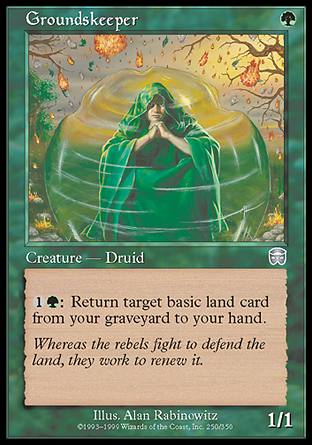 Groundskeeper
Creature — Druid
1 : Return target basic land card
from your graveyard to your hand.
Whereas the rebels fight to defend the
land, they work to renew it.
Illus. Alan Rabinowitz
©1993–1999 Wizards of the Coast, Inc. 250/350
1/1